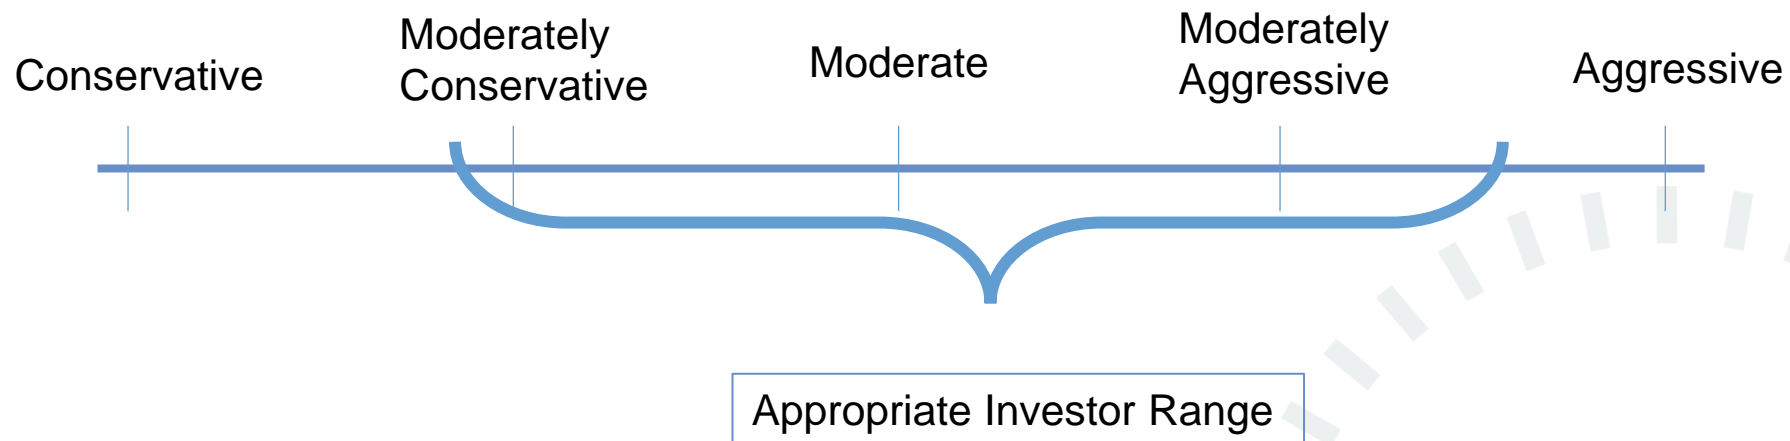 Conservative
Moderately
Conservative
Moderate
Moderately
Aggressive
Aggressive
Appropriate Investor Range